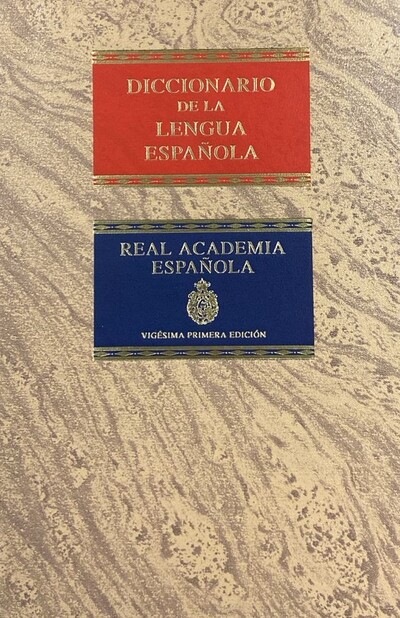 DICCIONARIO
DE LA
LENGUA
ESPAÑOLA
REAL ACADEMIA
ESPAÑOLA
VIGÉSIMA PRIMERA EDICIÓN